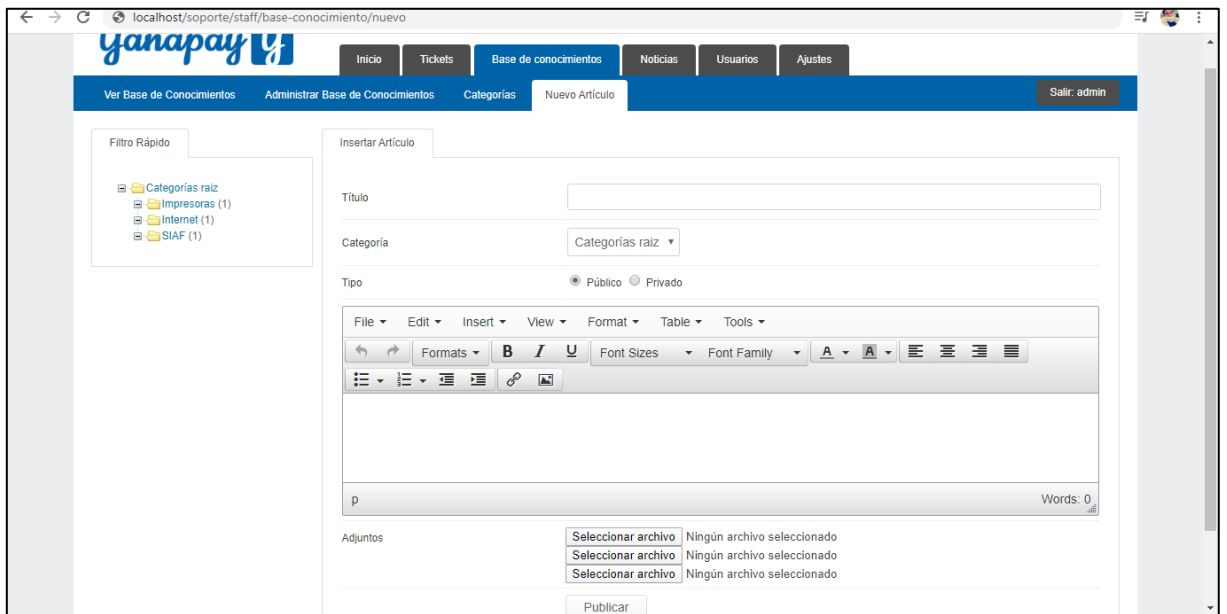 localhost/soporte/staff/base-conocimiento/nuevo
yanapay y
Inicio Tickets Base de conocimientos Noticias Usuarios Ajustes
Ver Base de Conocimientos Administrar Base de Conocimientos Categorías Nuevo Artículo Salir: admin
Filtro Rápido
Categorías raiz
Impresoras (1)
Internet (1)
SIAF (1)
Insertar Artículo
Título
Categoría Categorías raiz
Tipo Público Privado
File Edit Insert View Format Table Tools
Formats B I U Font Sizes Font Family A A
p Words: 0
Adjuntos Seleccionar archivo Ningún archivo seleccionado
Seleccionar archivo Ningún archivo seleccionado
Seleccionar archivo Ningún archivo seleccionado
Publicar